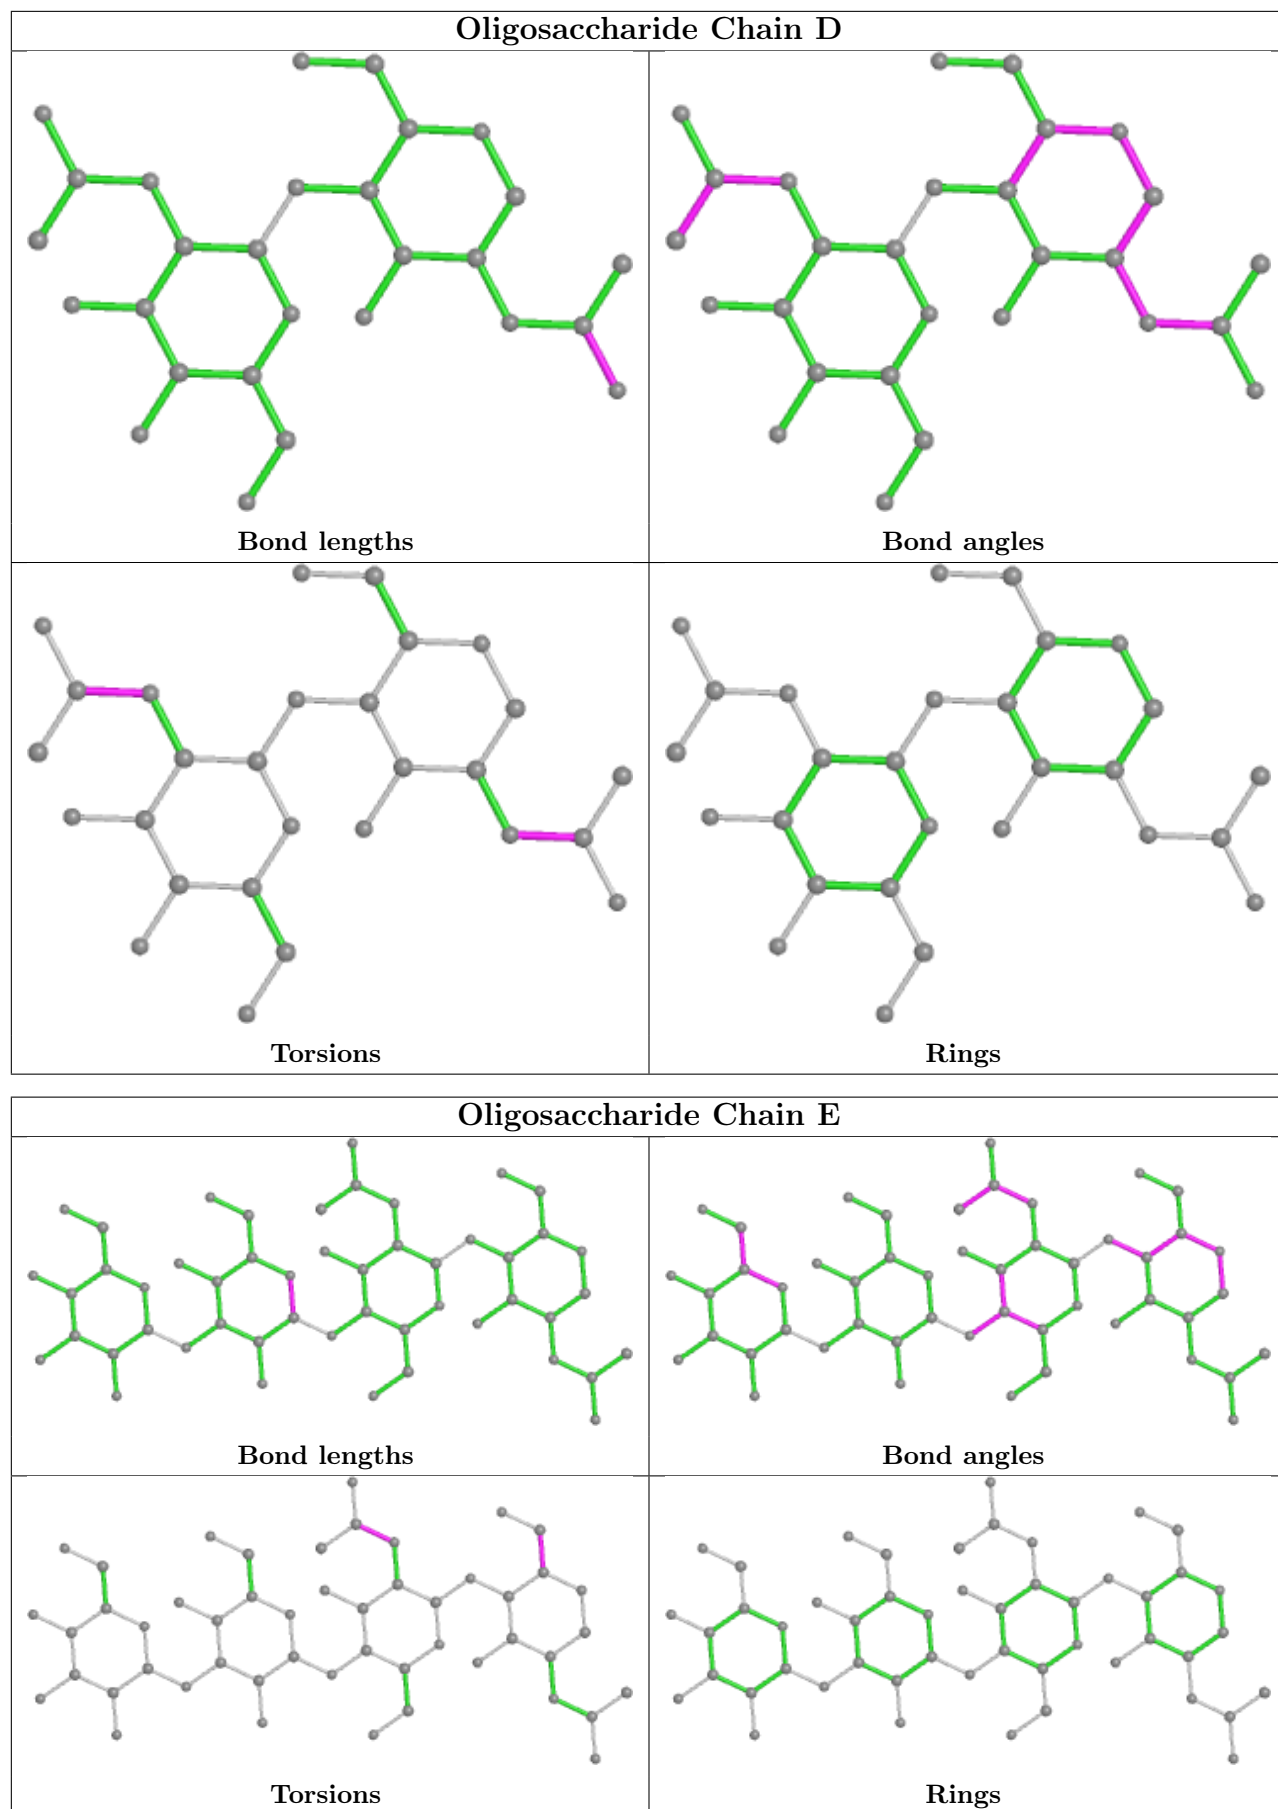 Oligosaccharide Chain D
Bond lengths
Bond angles
Torsions
Rings
Oligosaccharide Chain E
Bond lengths
Bond angles
Torsions
Rings